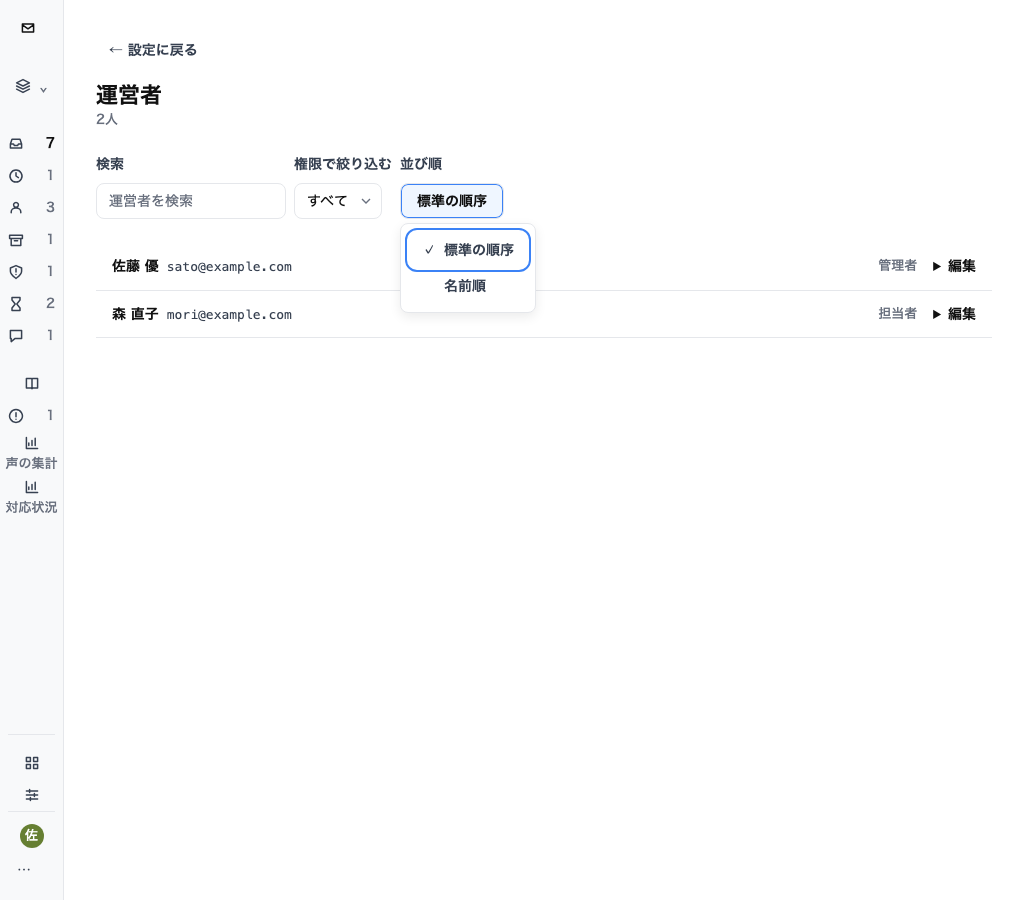 ← 設定に戻る
運営者
2人
検索
権限で絞り込む
並び順
運営者を検索
すべて
標準の順序
✓ 標準の順序
名前順
佐藤 優 sato@example.com 管理者 ▶ 編集
森 直子 mori@example.com 担当者 ▶ 編集
7
1
3
1
1
2
1
1
声の集計
対応状況
佐
…